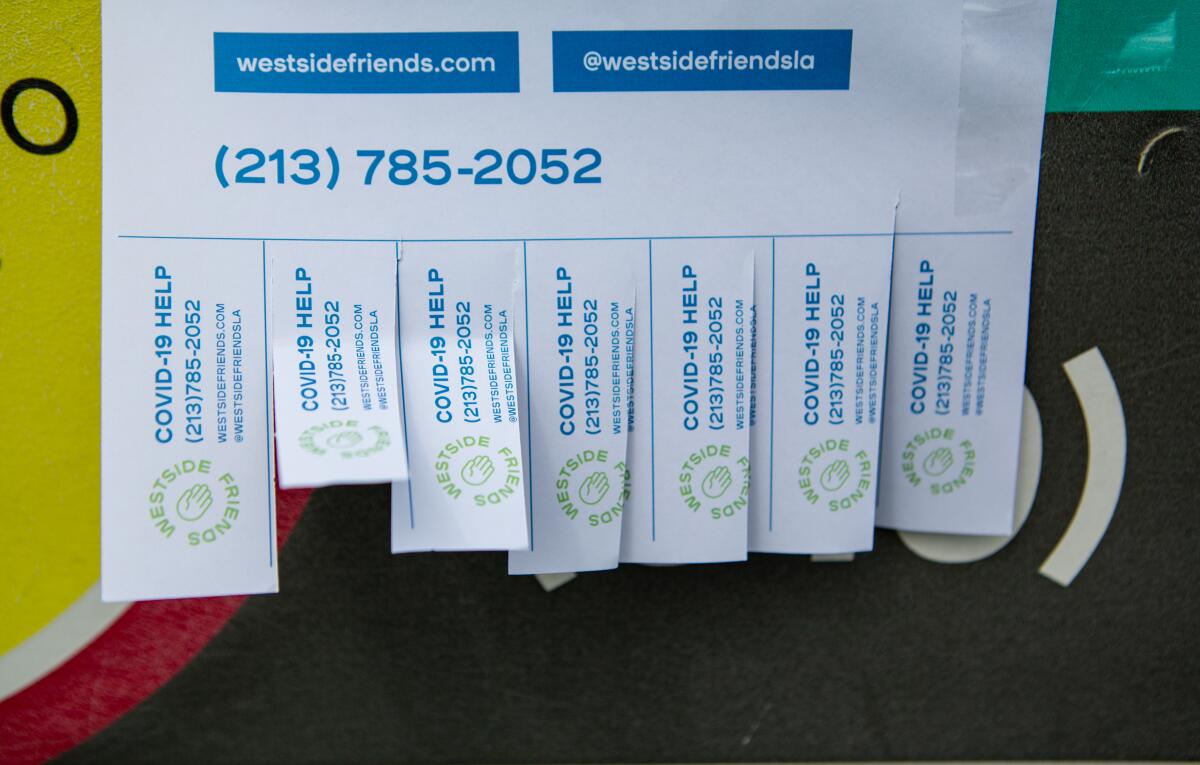 westsidefriends.com
@westsidefriendsla
(213) 785-2052
COVID-19 HELP
(213)785-2052
WESTSIDEFRIENDS.COM
@WESTSIDEFRIENDSLA
WESTSIDE FRIENDS
COVID-19 HELP
(213)785-2052
WESTSIDEFRIENDS.COM
@WESTSIDEFRIENDSLA
WESTSIDE FRIENDS
COVID-19 HELP
(213)785-2052
WESTSIDEFRIENDS.COM
@WESTSIDEFRIENDSLA
WESTSIDE FRIENDS
COVID-19 HELP
(213)785-2052
WESTSIDEFRIENDS.COM
@WESTSIDEFRIENDSLA
WESTSIDE FRIENDS
COVID-19 HELP
(213)785-2052
WESTSIDEFRIENDS.COM
@WESTSIDEFRIENDSLA
WESTSIDE FRIENDS
COVID-19 HELP
(213)785-2052
WESTSIDEFRIENDS.COM
@WESTSIDEFRIENDSLA
WESTSIDE FRIENDS
COVID-19 HELP
(213)785-2052
WESTSIDEFRIENDS.COM
@WESTSIDEFRIENDSLA
WESTSIDE FRIENDS